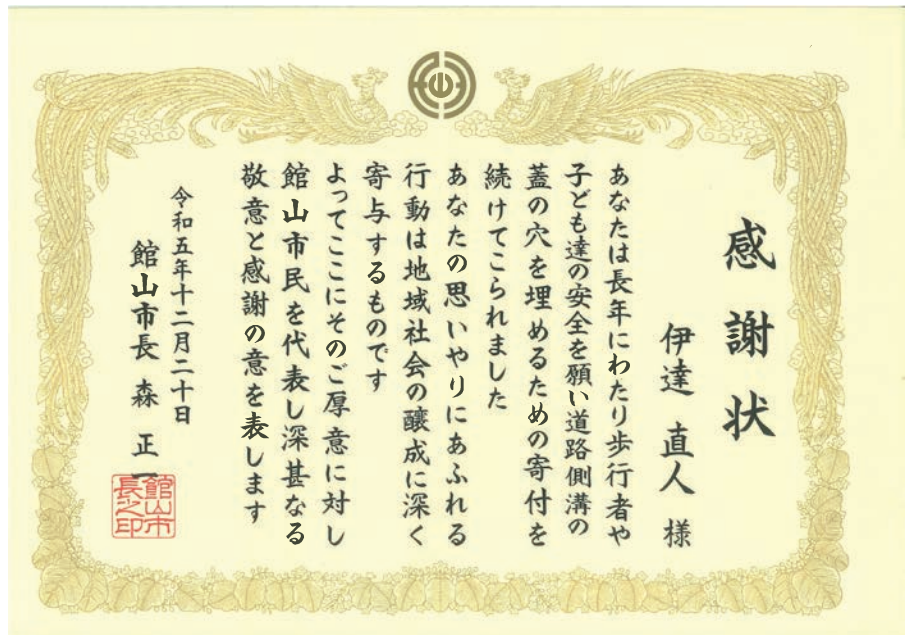 感謝状
伊達 直人 様
あなたは長年にわたり歩行者や
子ども達の安全を願い道路側溝の
蓋の穴を埋めるための寄付を
続けてこられました
あなたの思いやりにあふれる
行動は地域社会の醸成に深く
寄与するものです
よってここにそのご厚意に対し
館山市民を代表し深甚なる
敬意と感謝の意を表します
令和五年十二月二十日
館山市長 森 正一
館山市
長之印